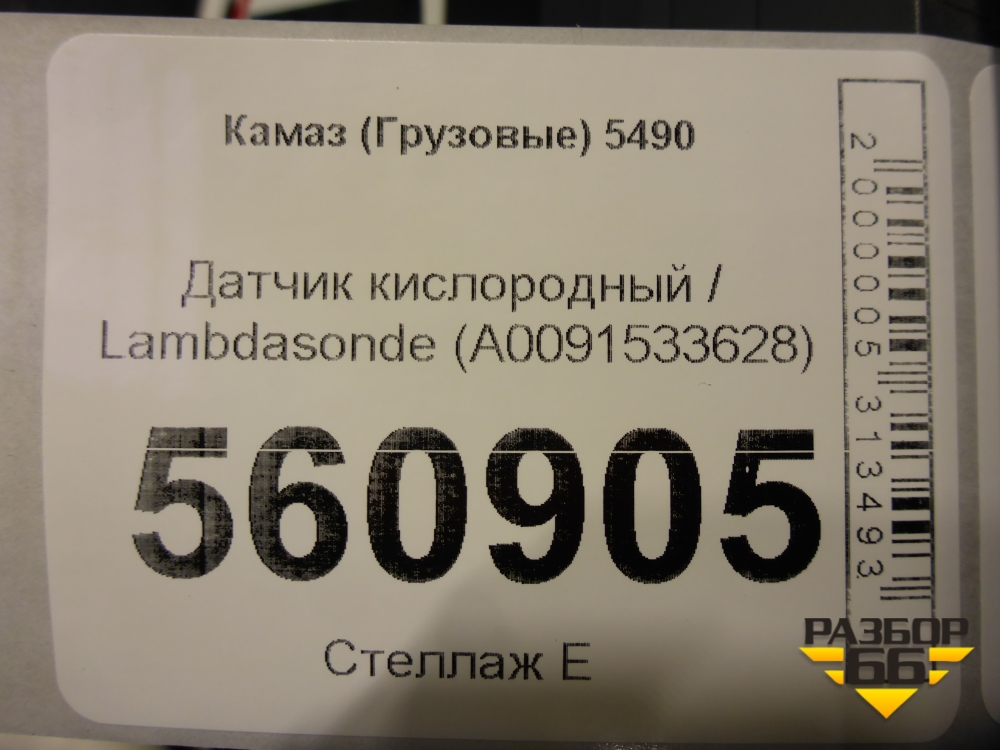 Камаз (Грузовые) 5490
Датчик кислородный /
Lambdasonde (A0091533628)
560905
Стеллаж Е
2000005313493
РАЗБОР
66